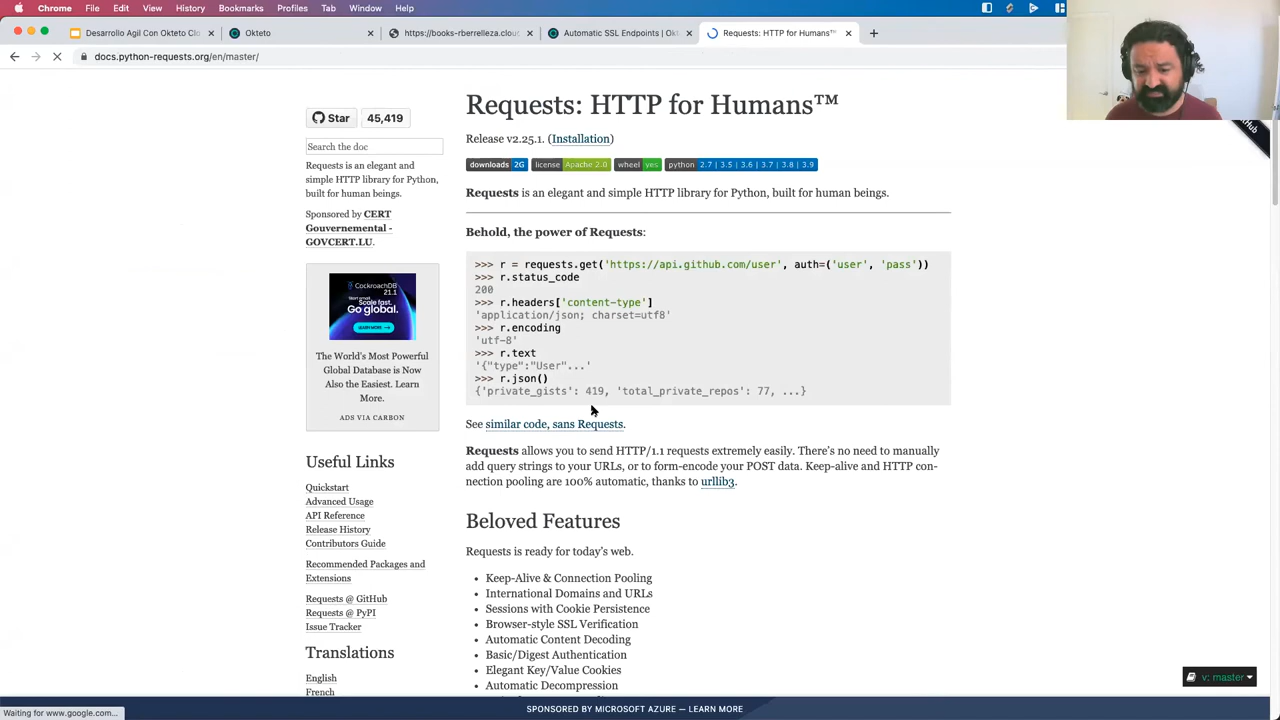 History
Bookmarks
Profiles
Tab
Window
Help
Desarrollo Agil Con Okteto Clo
Okteto
https://books-rberrelleza.cloud
Automatic SSL Endpoints | Okt
Requests: HTTP for Humans™
docs.python-requests.org/en/master/
Star
45,419
Search the doc
Requests is an elegant and
simple HTTP library for Python,
built for human beings.
Sponsored by CERT
Gouvernemental -
GOVCERT.LU.
CockroachDB
21.1
Start small.
Scale fast.
Go global.
LEARN MORE
The World's Most Powerful
Global Database is Now
Also the Easiest. Learn
More.
ADS VIA CARBON
Useful Links
Quickstart
Advanced Usage
API Reference
Release History
Contributors Guide
Recommended Packages and
Extensions
Requests @ GitHub
Requests @ PyPI
Issue Tracker
Translations
English
French
Requests: HTTP for Humans™
Release v2.25.1. (Installation)
downloads 2G license Apache 2.0 wheel yes python 2.7 | 3.5 | 3.6 | 3.7 | 3.8 | 3.9
Requests is an elegant and simple HTTP library for Python, built for human beings.
Behold, the power of Requests:
>>> r = requests.get('https://api.github.com/user', auth=('user', 'pass'))
>>> r.status_code
200
>>> r.headers['content-type']
'application/json; charset=utf8'
>>> r.encoding
'utf-8'
>>> r.text
'{"type":"User"...'
>>> r.json()
{'private_gists': 419, 'total_private_repos': 77, ...}
See similar code, sans Requests.
Requests allows you to send HTTP/1.1 requests extremely easily. There's no need to manually
add query strings to your URLs, or to form-encode your POST data. Keep-alive and HTTP con-
nection pooling are 100% automatic, thanks to urllib3.
Beloved Features
Requests is ready for today's web.
• Keep-Alive & Connection Pooling
• International Domains and URLs
• Sessions with Cookie Persistence
• Browser-style SSL Verification
• Automatic Content Decoding
• Basic/Digest Authentication
• Elegant Key/Value Cookies
• Automatic Decompression
v: master
Waiting for www.google.com...
SPONSORED BY MICROSOFT AZURE — LEARN MORE